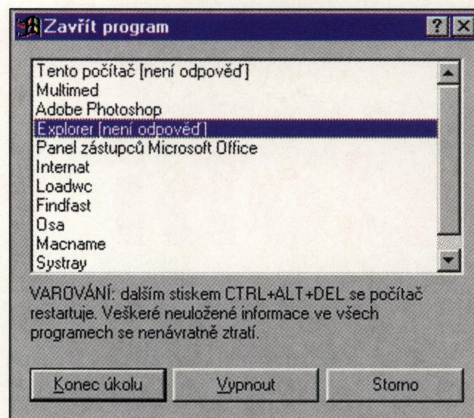 Zavřít program
Tento počítač [není odpověď]
Multimed
Adobe Photoshop
Explorer [není odpověď]
Panel zástupců Microsoft Office
Internat
Loadwc
Findfast
Osa
Macname
Systray
VAROVÁNÍ: dalším stiskem CTRL+ALT+DEL se počítač
restartuje. Veškeré neuložené informace ve všech
programech se nenávratně ztratí.
Konec úkolu Vypnout Storno